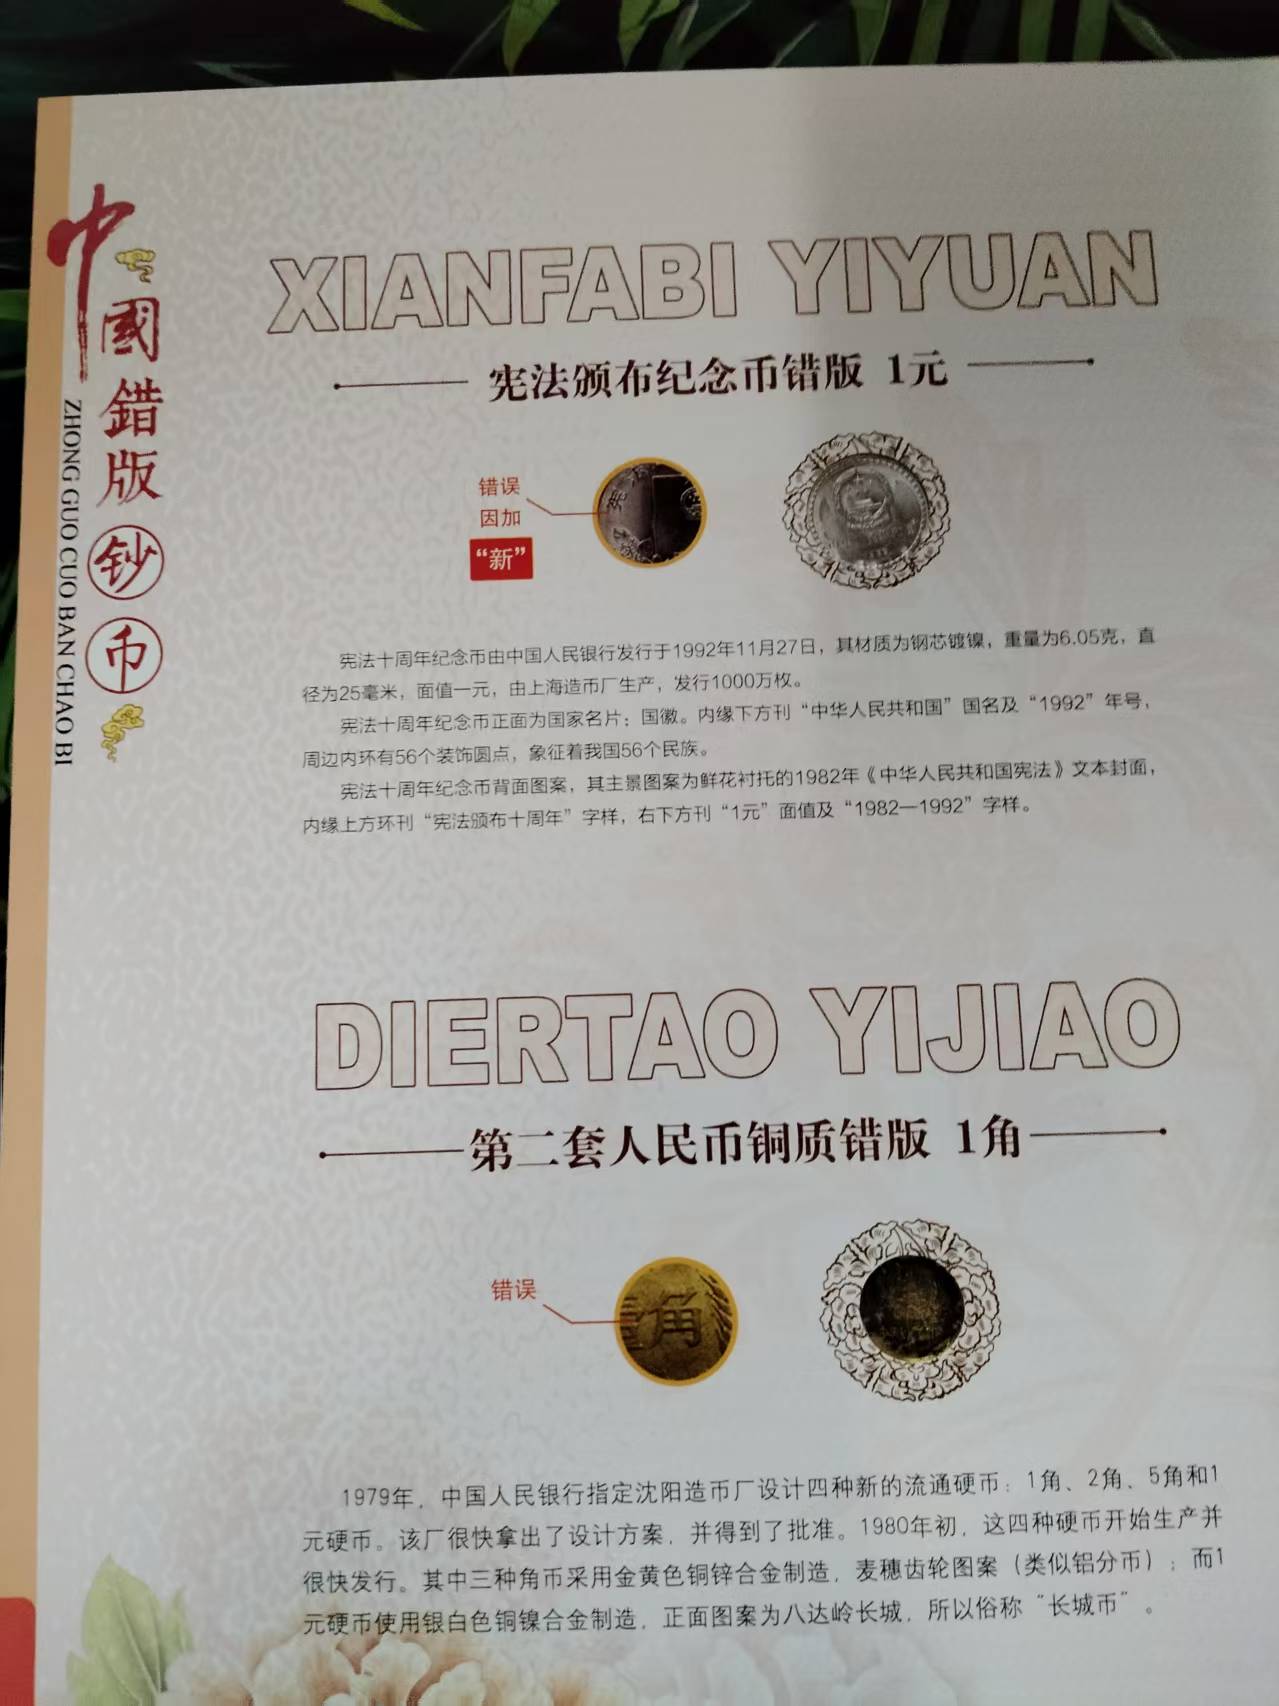 中國錯版鈔币
ZHONG GUO CUO BAN CHAO BI
XIANFABI YIYUAN
宪法颁布纪念币错版 1元
错误
因加
“新”
宪法十周年纪念币由中国人民银行发行于1992年11月27日，其材质为钢芯镀镍，重量为6.05克，直
径为25毫米，面值一元，由上海造币厂生产，发行1000万枚。
宪法十周年纪念币正面为国家名片；国徽。内缘下方刊“中华人民共和国”国名及“1992”年号，
周边内环有56个装饰圆点，象征着我国56个民族。
宪法十周年纪念币背面图案，其主景图案为鲜花衬托的1982年《中华人民共和国宪法》文本封面，
内缘上方环刊“宪法颁布十周年”字样，右下方刊“1元”面值及“1982—1992”字样。
DIERTAO YIJIAO
第二套人民币铜质错版 1角
错误
角
1979年，中国人民银行指定沈阳造币厂设计四种新的流通硬币：1角、2角、5角和1
元硬币。该厂很快拿出了设计方案，并得到了批准。1980年初，这四种硬币开始生产并
很快发行。其中三种角币采用金黄色铜锌合金制造，麦穗齿轮图案（类似铝分币）；而1
元硬币使用银白色铜镍合金制造，正面图案为八达岭长城，所以俗称“长城币”。